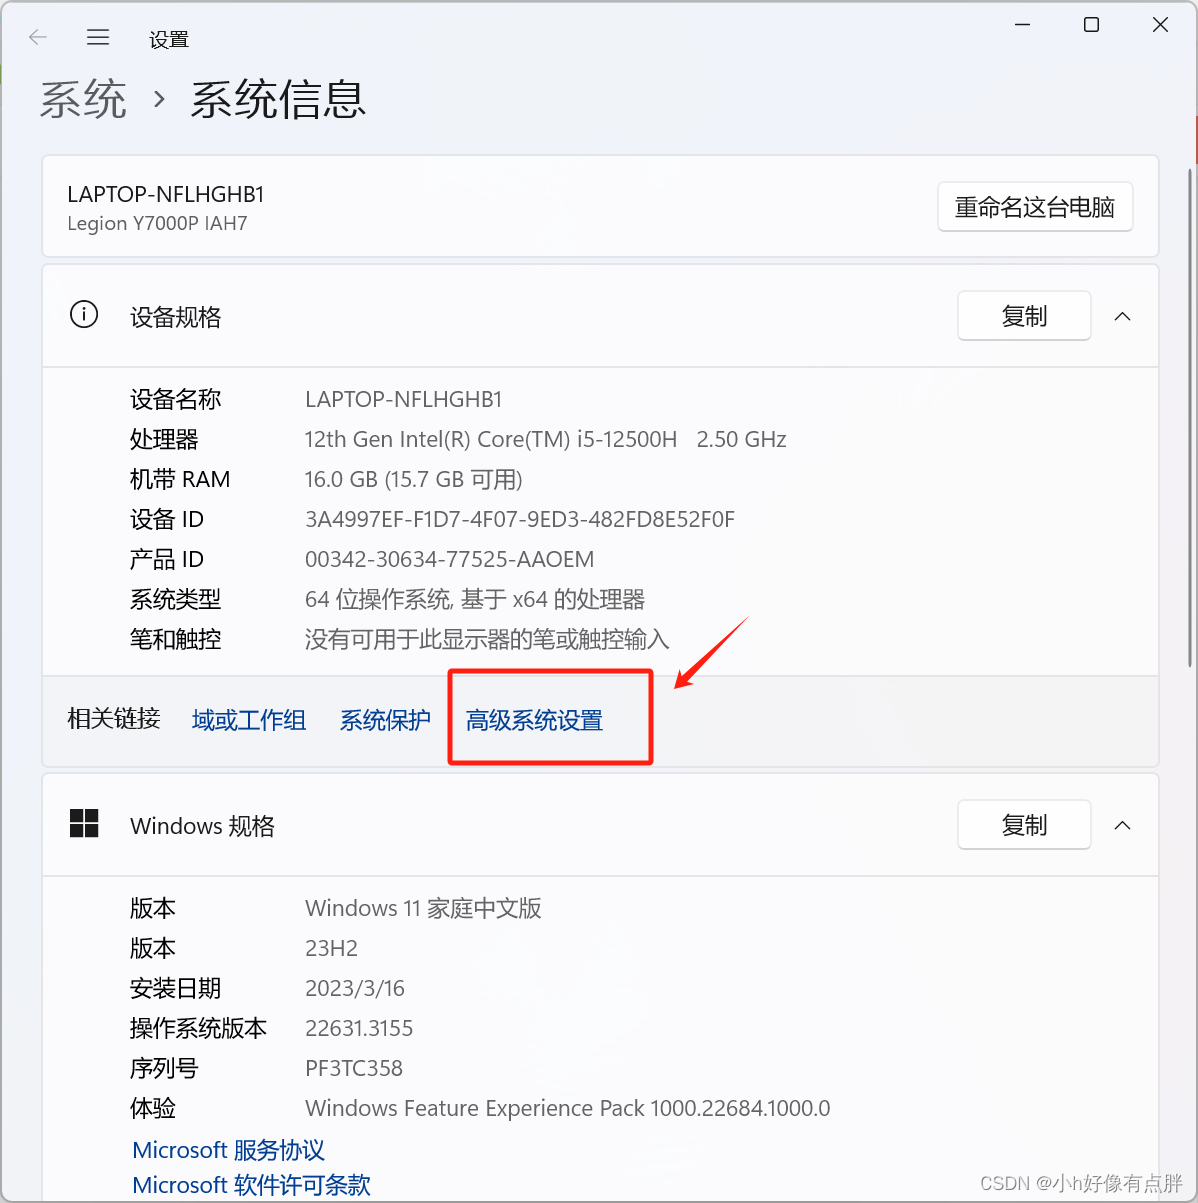 设置
系统 › 系统信息
LAPTOP-NFLHGHB1
Legion Y7000P IAH7
重命名这台电脑
设备规格
复制
设备名称 LAPTOP-NFLHGHB1
处理器 12th Gen Intel(R) Core(TM) i5-12500H 2.50 GHz
机带 RAM 16.0 GB (15.7 GB 可用)
设备 ID 3A4997EF-F1D7-4F07-9ED3-482FD8E52F0F
产品 ID 00342-30634-77525-AAOEM
系统类型 64 位操作系统, 基于 x64 的处理器
笔和触控 没有可用于此显示器的笔或触控输入
相关链接 域或工作组 系统保护 高级系统设置
Windows 规格
复制
版本 Windows 11 家庭中文版
版本 23H2
安装日期 2023/3/16
操作系统版本 22631.3155
序列号 PF3TC358
体验 Windows Feature Experience Pack 1000.22684.1000.0
Microsoft 服务协议
Microsoft 软件许可条款
CSDN @小h好像有点胖